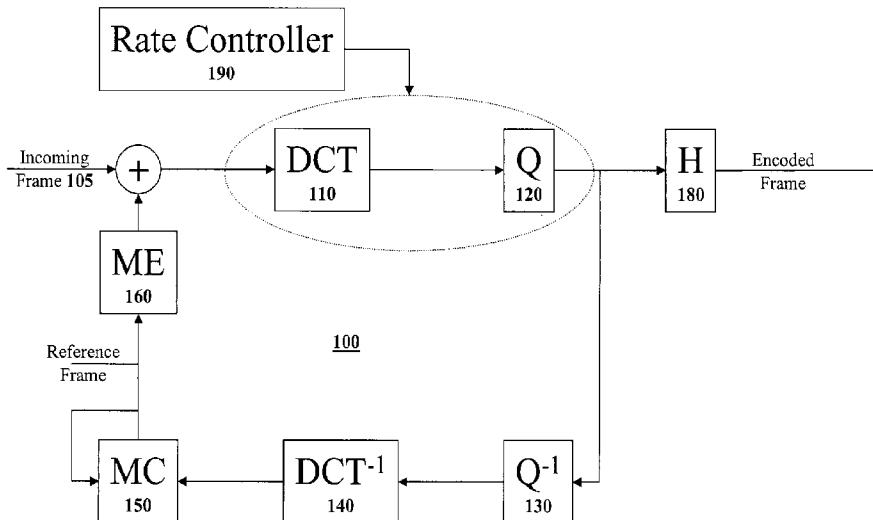 Rate Controller
190
Incoming
Frame 105
+
DCT
110
Q
120
H
180
Encoded
Frame
ME
160
Reference
Frame
100
MC
150
DCT-1
140
Q-1
130